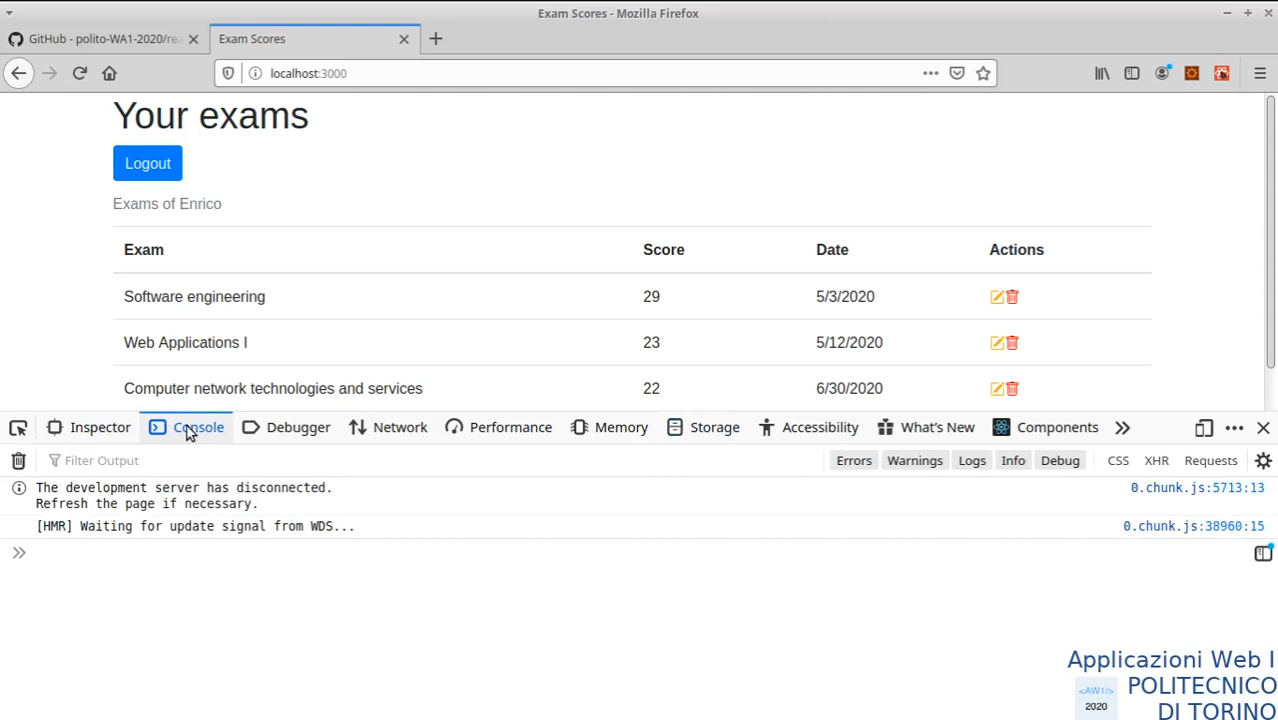 Exam Scores - Mozilla Firefox
GitHub - polito-WA1-2020/re
Exam Scores
localhost:3000
Your exams
Logout
Exams of Enrico
Exam Score Date Actions
Software engineering 29 5/3/2020
Web Applications I 23 5/12/2020
Computer network technologies and services 22 6/30/2020
Inspector Console Debugger Network Performance Memory Storage Accessibility What's New Components
Filter Output Errors Warnings Logs Info Debug CSS XHR Requests
The development server has disconnected. 0.chunk.js:5713:13
Refresh the page if necessary.
[HMR] Waiting for update signal from WDS... 0.chunk.js:38960:15
Applicazioni Web I
<AW1/> POLITECNICO
2020 DI TORINO